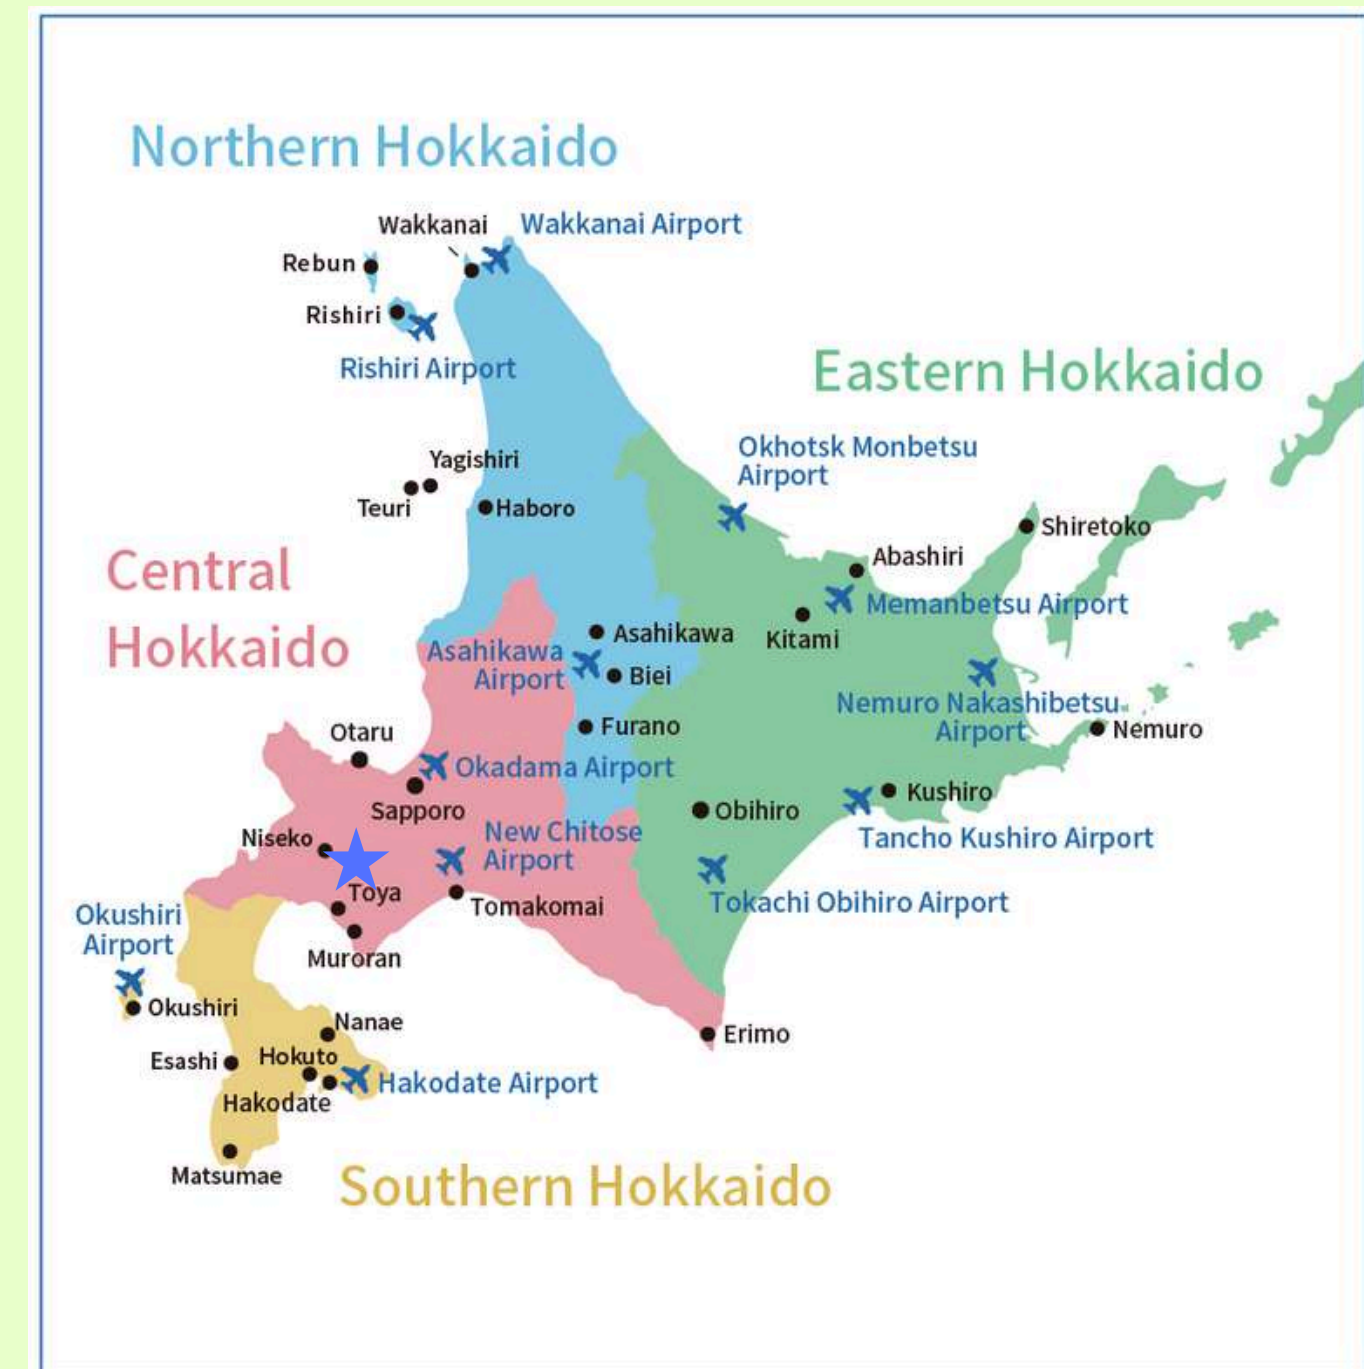 Northern Hokkaido
Wakkanai
Wakkanai Airport
Rebun
Rishiri
Rishiri Airport
Eastern Hokkaido
Okhotsk Monbetsu
Airport
Yagishiri
Teuri
Haboro
Shiretoko
Central
Hokkaido
Abashiri
Memanbetsu Airport
Kitami
Asahikawa
Asahikawa
Airport
Biei
Nemuro Nakashibetsu
Airport
Nemuro
Furano
Otaru
Okadama Airport
Sapporo
Obihiro
Kushiro
Tancho Kushiro Airport
Niseko
New Chitose
Airport
Toya
Tomakomai
Tokachi Obihiro Airport
Okushiri
Airport
Muroran
Okushiri
Nanae
Erimo
Esashi
Hokuto
Hakodate Airport
Hakodate
Matsumae
Southern Hokkaido